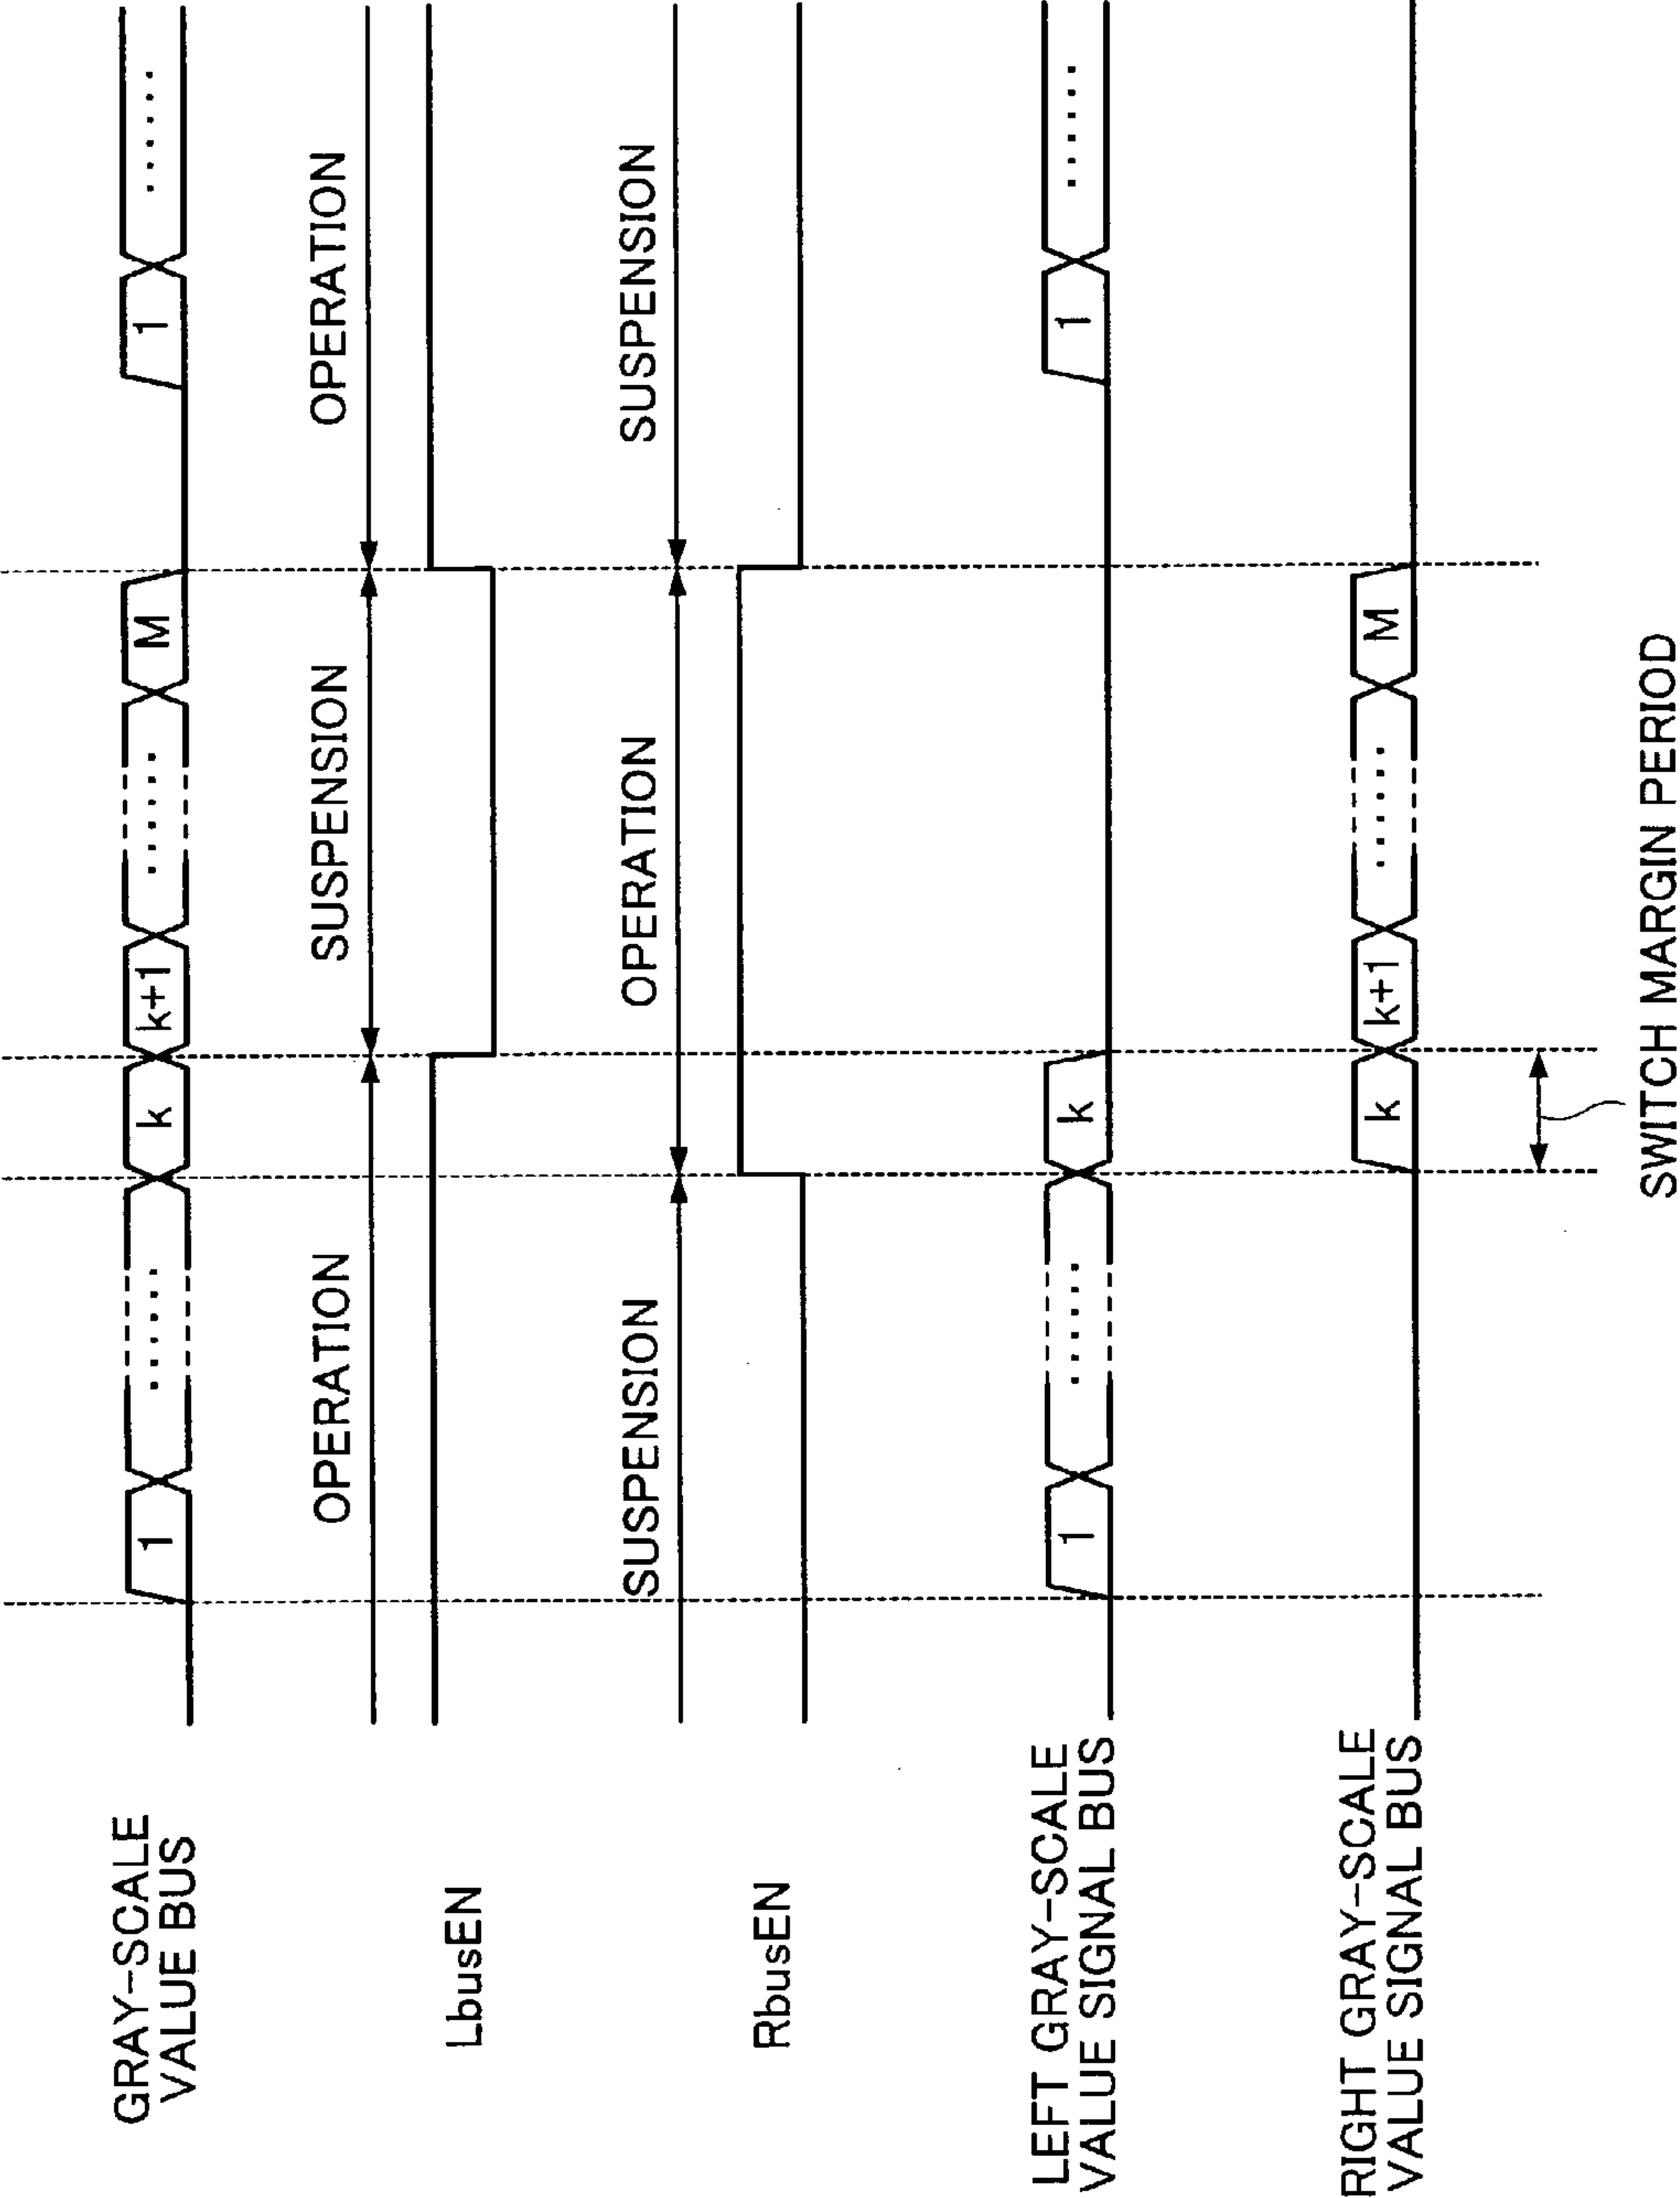 GRAY-SCALE
VALUE BUS
1
.....
k
k+1
.....
M
1
......
OPERATION
SUSPENSION
OPERATION
LbusEN
SUSPENSION
OPERATION
SUSPENSION
RbusEN
LEFT GRAY-SCALE
VALUE SIGNAL BUS
1
......
k
1
......
RIGHT GRAY-SCALE
VALUE SIGNAL BUS
k
k+1
......
M
SWITCH MARGIN PERIOD